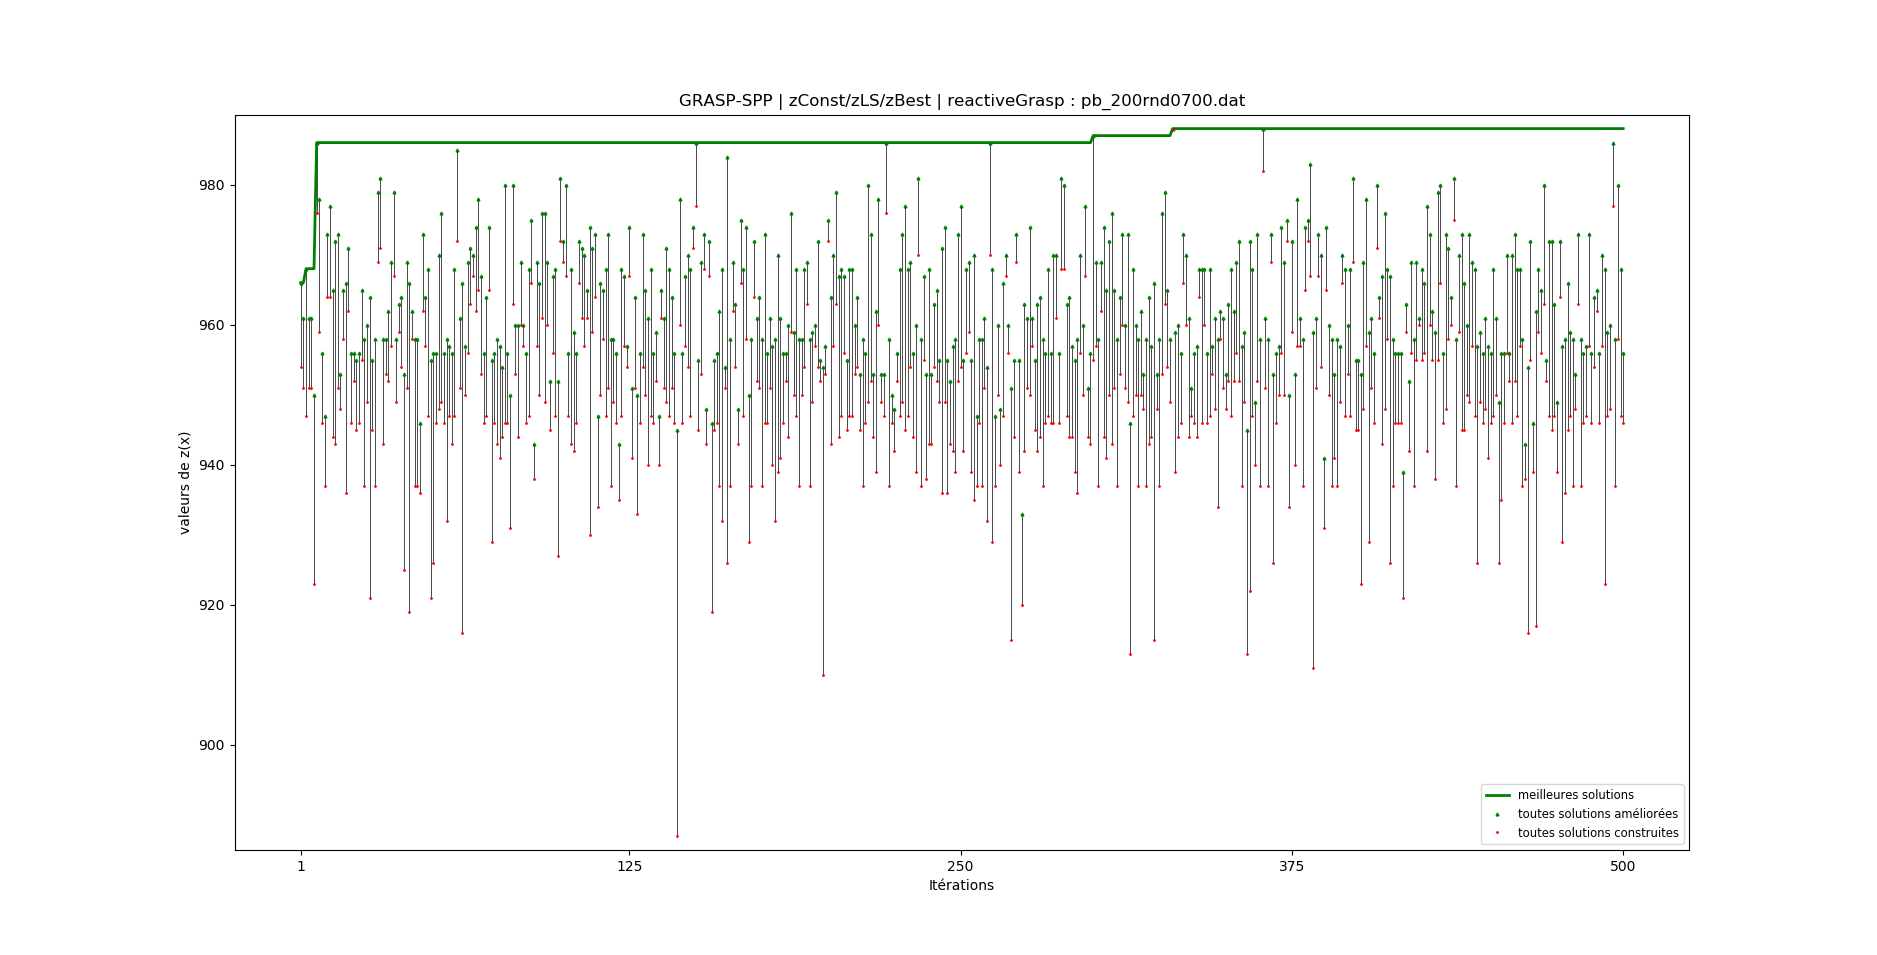 GRASP-SPP | zConst/zLS/zBest | reactiveGrasp : pb_200rnd0700.dat
valeurs de z(x)
980
960
940
920
900
1 125 250 375 500
Itérations
meilleures solutions
toutes solutions améliorées
toutes solutions construites